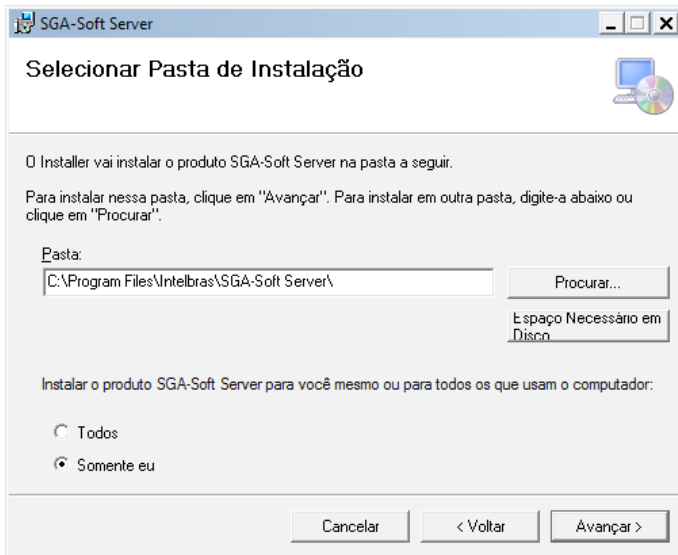 SGA-Soft Server
Selecionar Pasta de Instalação
O Installer vai instalar o produto SGA-Soft Server na pasta a seguir.
Para instalar nessa pasta, clique em "Avançar". Para instalar em outra pasta, digite-a abaixo ou
clique em "Procurar".
Pasta:
C:\Program Files\Intelbras\SGA-Soft Server\
Procurar...
Espaço Necessário em
Disco
Instalar o produto SGA-Soft Server para você mesmo ou para todos os que usam o computador:
Todos
Somente eu
Cancelar
< Voltar
Avançar >